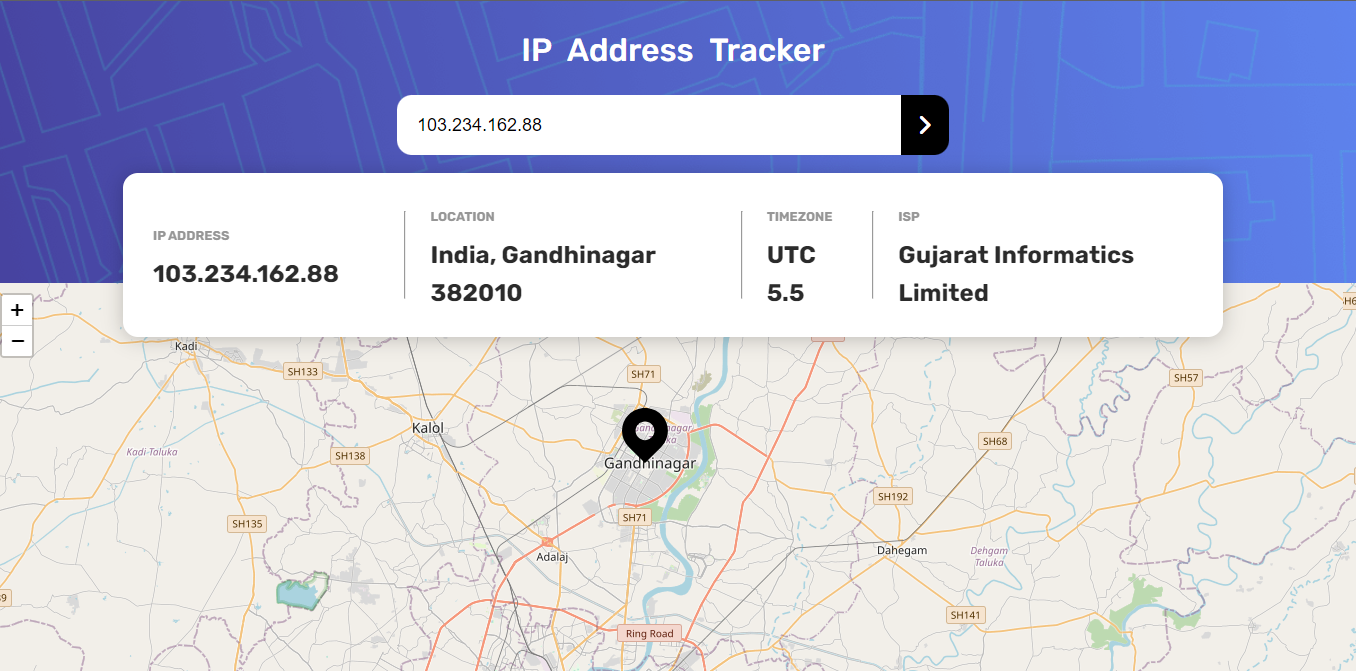 IP Address Tracker
103.234.162.88
IP ADDRESS
103.234.162.88
LOCATION
India, Gandhinagar
382010
TIMEZONE
UTC
5.5
ISP
Gujarat Informatics
Limited
+
−
Kadi
SH133
SH71
SH57
Kalol
SH138
Kadi Taluka
SH68
Gandhinagar
SH192
SH71
SH135
Adalaj
Dahegam
Dehgam
Taluka
SH141
Ring Road